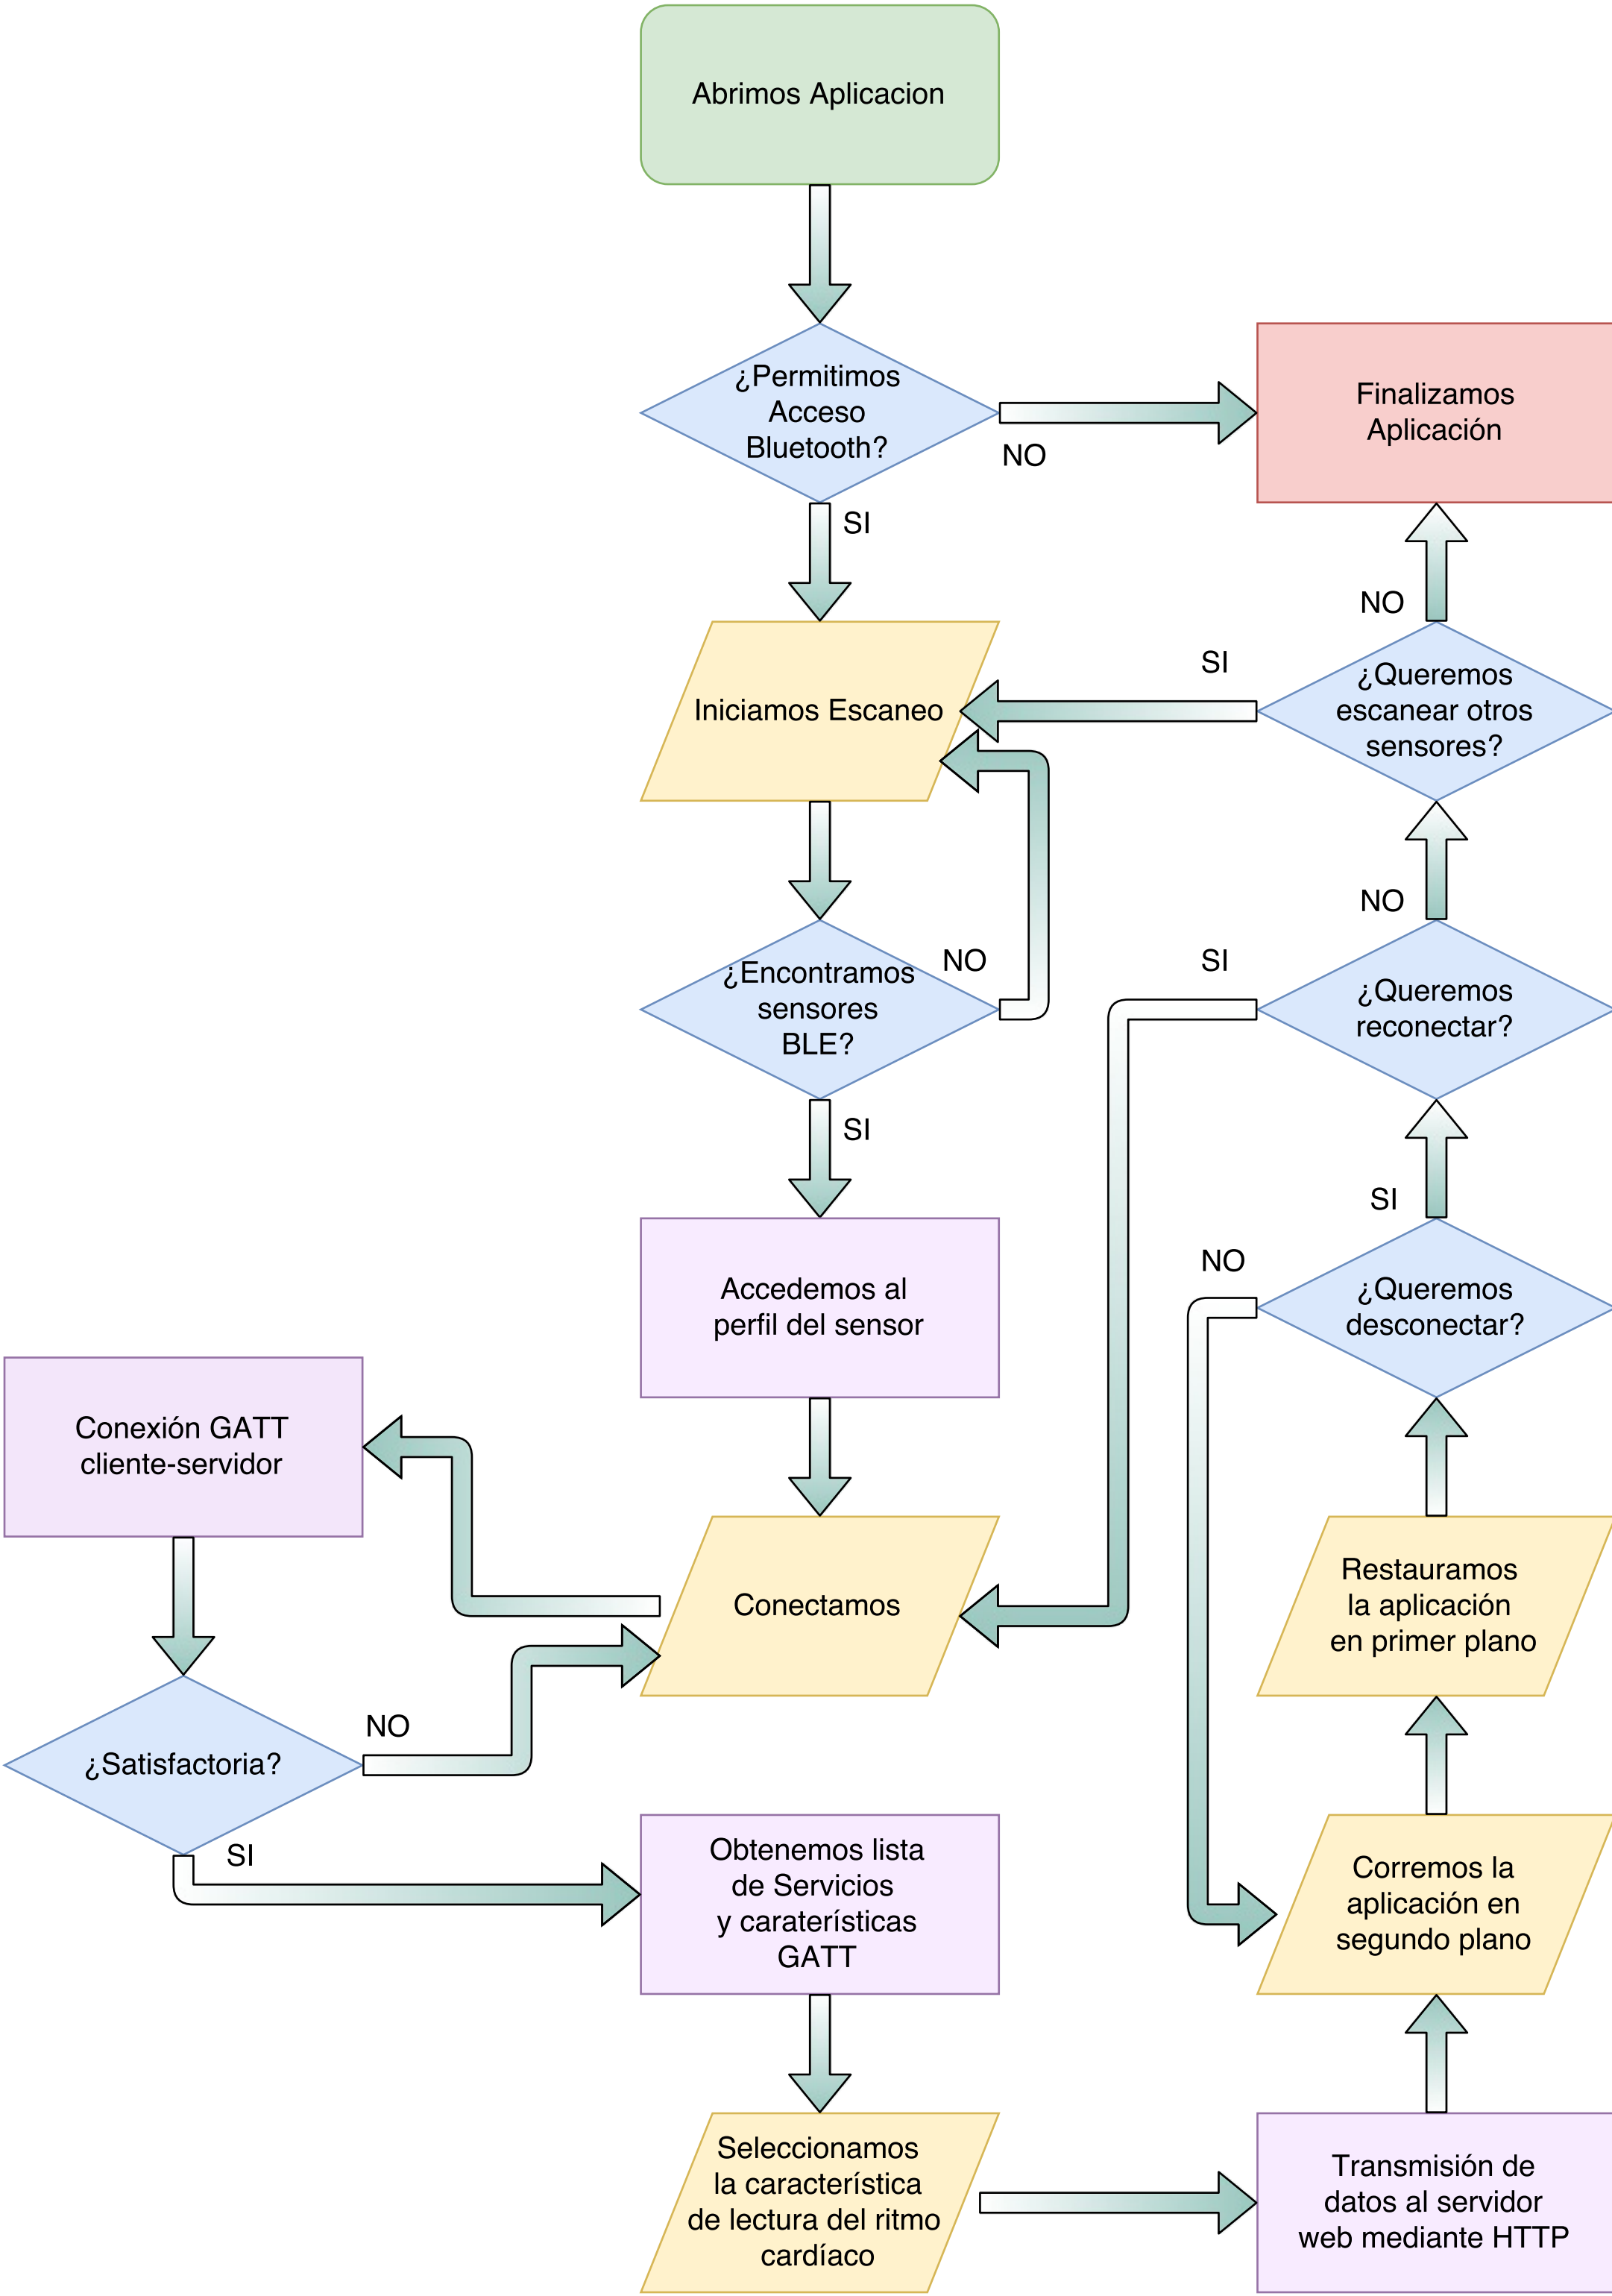 Abrimos Aplicacion
¿Permitimos
Acceso
Bluetooth?
NO
Finalizamos
Aplicación
SI
Iniciamos Escaneo
SI
¿Queremos
escanear otros
sensores?
NO
¿Encontramos
sensores
BLE?
NO
SI
¿Queremos
reconectar?
NO
SI
Accedemos al
perfil del sensor
NO
¿Queremos
desconectar?
SI
Conexión GATT
cliente-servidor
Conectamos
Restauramos
la aplicación
en primer plano
¿Satisfactoria?
NO
SI
Obtenemos lista
de Servicios
y caraterísticas
GATT
Corremos la
aplicación en
segundo plano
Seleccionamos
la característica
de lectura del ritmo
cardíaco
Transmisión de
datos al servidor
web mediante HTTP